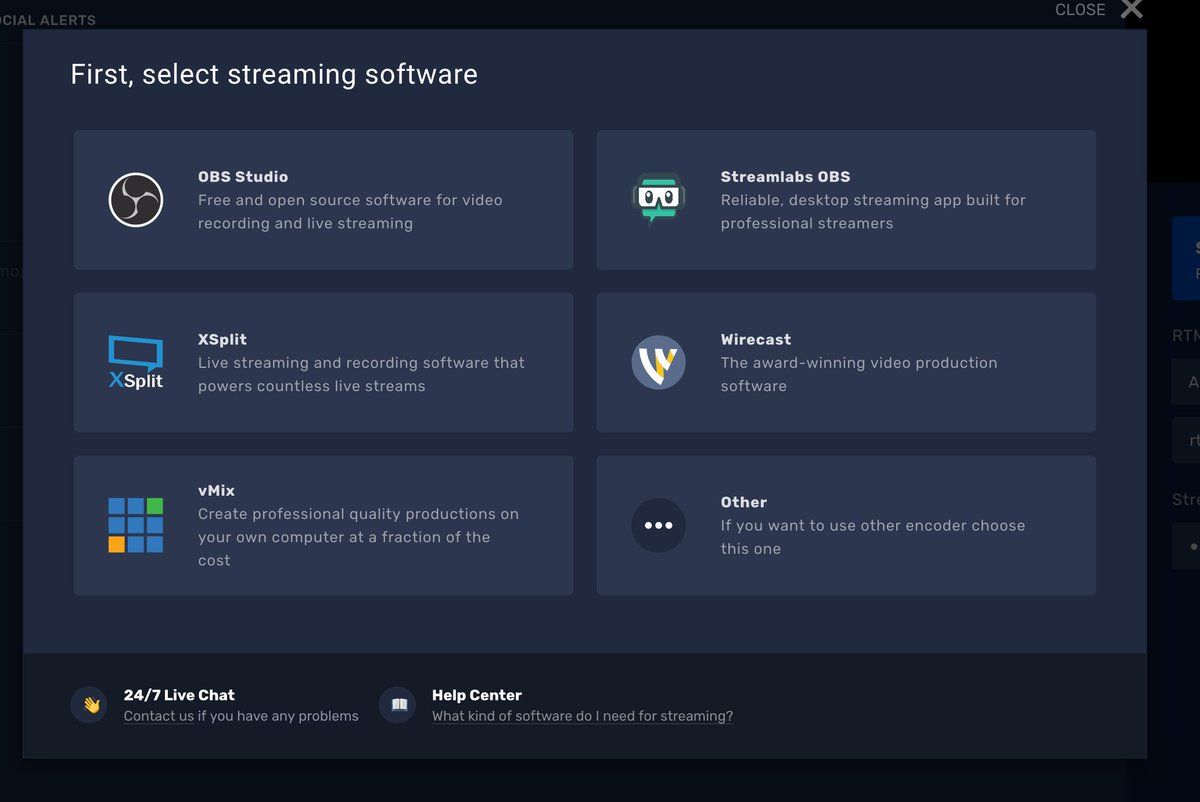 OCIAL ALERTS
CLOSE
First, select streaming software
OBS Studio
Free and open source software for video
recording and live streaming
Streamlabs OBS
Reliable, desktop streaming app built for
professional streamers
XSplit
XSplit
Live streaming and recording software that
powers countless live streams
Wirecast
The award-winning video production
software
vMix
Create professional quality productions on
your own computer at a fraction of the
cost
Other
If you want to use other encoder choose
this one
24/7 Live Chat
Contact us if you have any problems
Help Center
What kind of software do I need for streaming?
RTM
A
rt
Stre